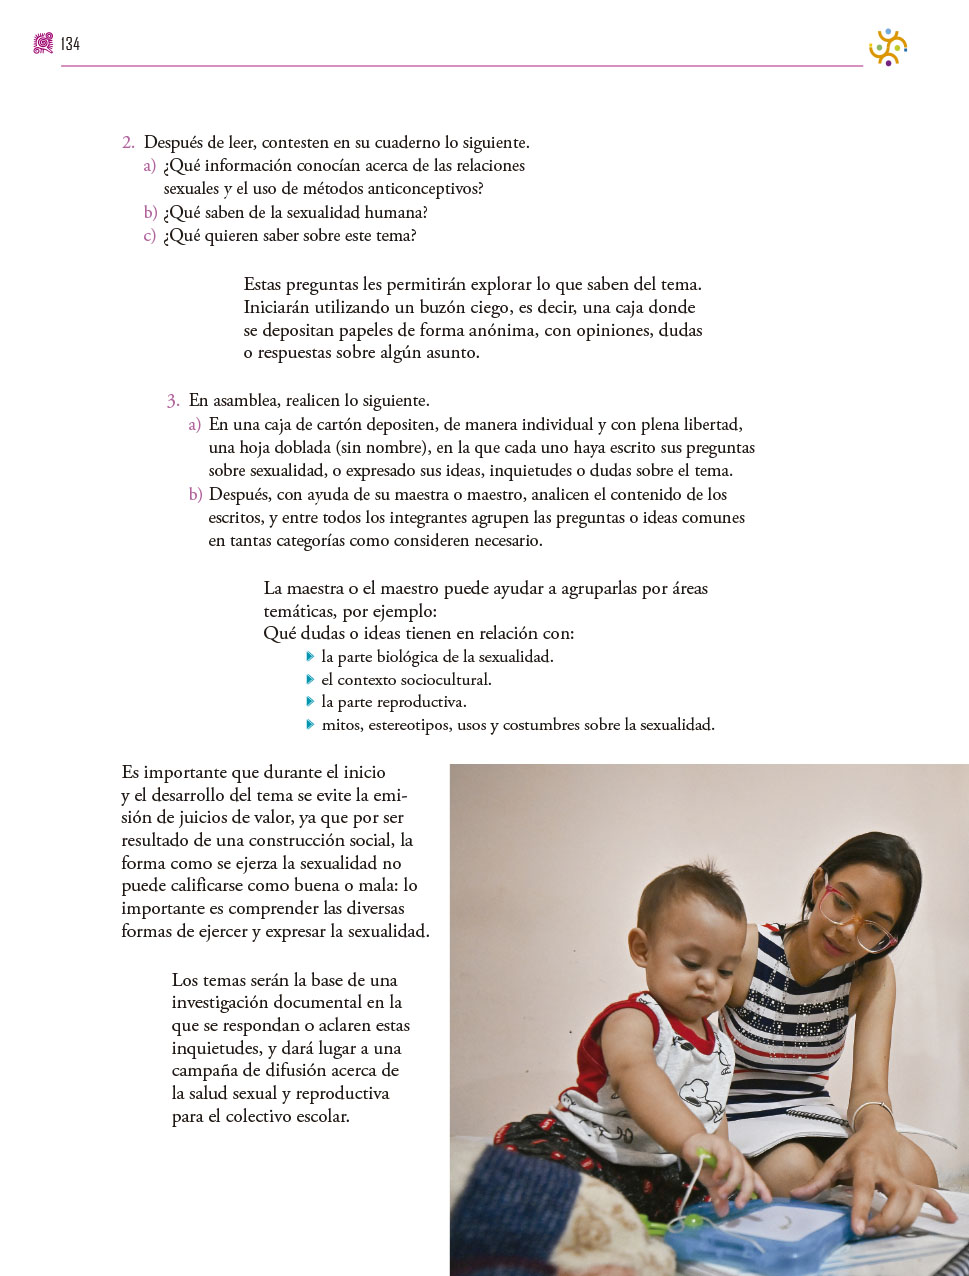 134
2. Después de leer, contesten en su cuaderno lo siguiente.
a) ¿Qué información conocían acerca de las relaciones
sexuales y el uso de métodos anticonceptivos?
b) ¿Qué saben de la sexualidad humana?
c) ¿Qué quieren saber sobre este tema?
Estas preguntas les permitirán explorar lo que saben del tema.
Iniciarán utilizando un buzón ciego, es decir, una caja donde
se depositan papeles de forma anónima, con opiniones, dudas
o respuestas sobre algún asunto.
3. En asamblea, realicen lo siguiente.
a) En una caja de cartón depositen, de manera individual y con plena libertad,
una hoja doblada (sin nombre), en la que cada uno haya escrito sus preguntas
sobre sexualidad, o expresado sus ideas, inquietudes o dudas sobre el tema.
b) Después, con ayuda de su maestra o maestro, analicen el contenido de los
escritos, y entre todos los integrantes agrupen las preguntas o ideas comunes
en tantas categorías como consideren necesario.
La maestra o el maestro puede ayudar a agruparlas por áreas
temáticas, por ejemplo:
Qué dudas o ideas tienen en relación con:
la parte biológica de la sexualidad.
el contexto sociocultural.
la parte reproductiva.
mitos, estereotipos, usos y costumbres sobre la sexualidad.
Es importante que durante el inicio
y el desarrollo del tema se evite la emi-
sión de juicios de valor, ya que por ser
resultado de una construcción social, la
forma como se ejerza la sexualidad no
puede calificarse como buena o mala: lo
importante es comprender las diversas
formas de ejercer y expresar la sexualidad.
Los temas serán la base de una
investigación documental en la
que se respondan o aclaren estas
inquietudes, y dará lugar a una
campaña de difusión acerca de
la salud sexual y reproductiva
para el colectivo escolar.